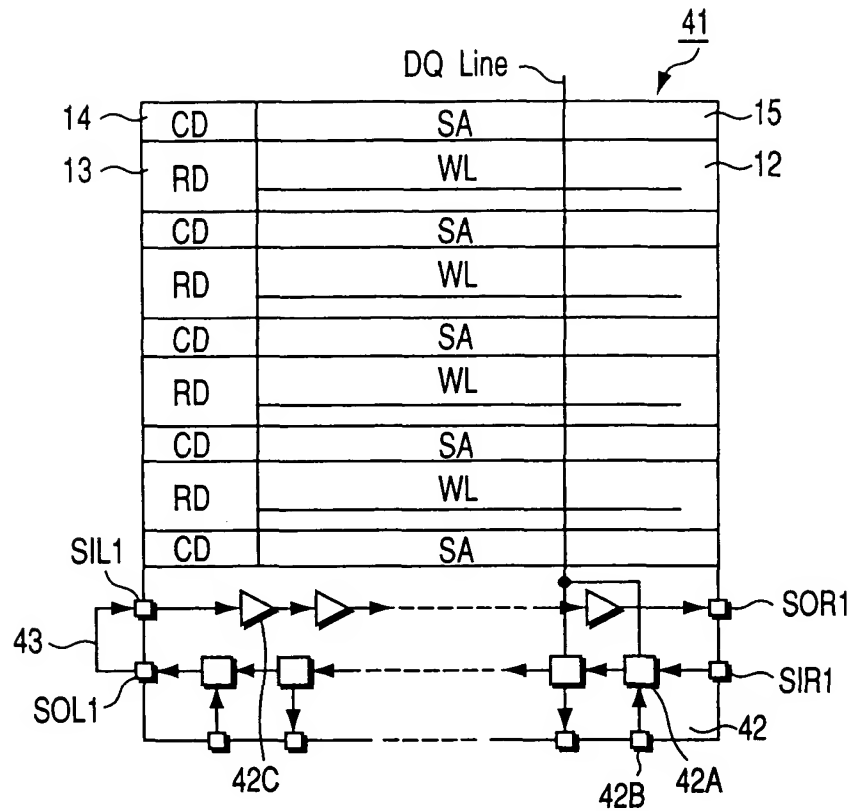 41
DQ Line
14 CD SA 15
13 RD WL 12
CD SA
RD WL
CD SA
RD WL
CD SA
RD WL
CD SA
SIL1
SOR1
43
SOL1 SIR1
42
42C 42B 42A